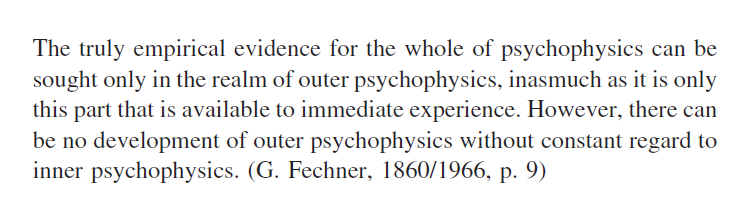 The truly empirical evidence for the whole of psychophysics can be
sought only in the realm of outer psychophysics, inasmuch as it is only
this part that is available to immediate experience. However, there can
be no development of outer psychophysics without constant regard to
inner psychophysics. (G. Fechner, 1860/1966, p. 9)